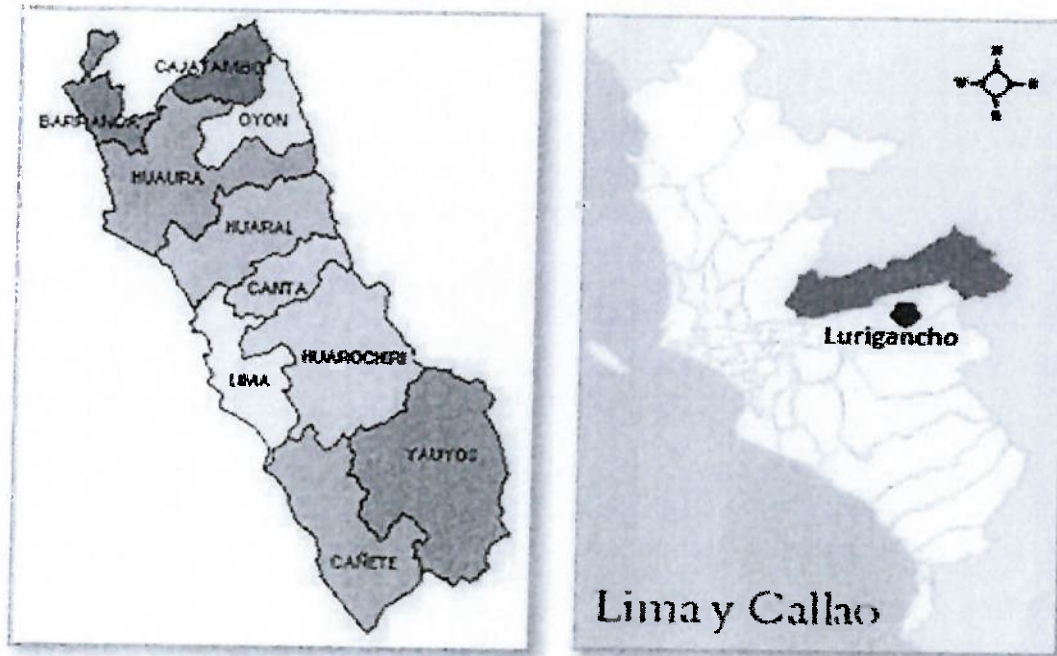 CAJATAMBO
BARRANCA
OYON
HUAURA
HUARAL
CANTA
HUAROCHIRI
LIMA
YAUYOS
CAÑETE
N
Lurigancho
Lima y Callao